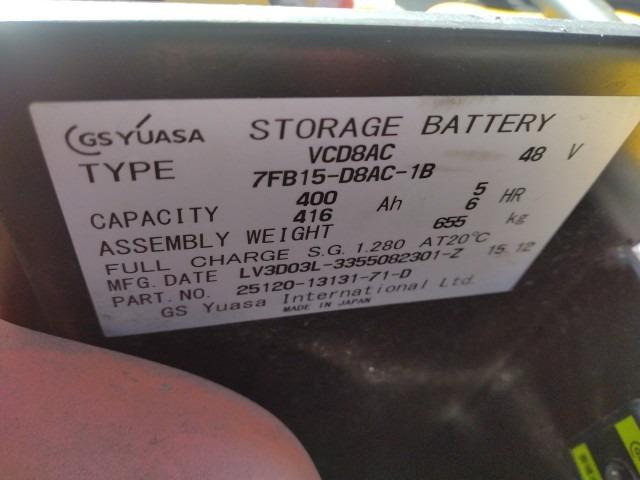 GS YUASA STORAGE BATTERY
VCD8AC 48 V
TYPE 7FB15-D8AC-1B
400 5
CAPACITY Ah HR
416 6
ASSEMBLY WEIGHT 655 kg
FULL CHARGE S.G. 1.280 AT20℃
MFG. DATE LV3D03L-3355082301-Z 15.12
PART.NO. 25120-13131-71-D
GS Yuasa International Ltd.
MADE IN JAPAN